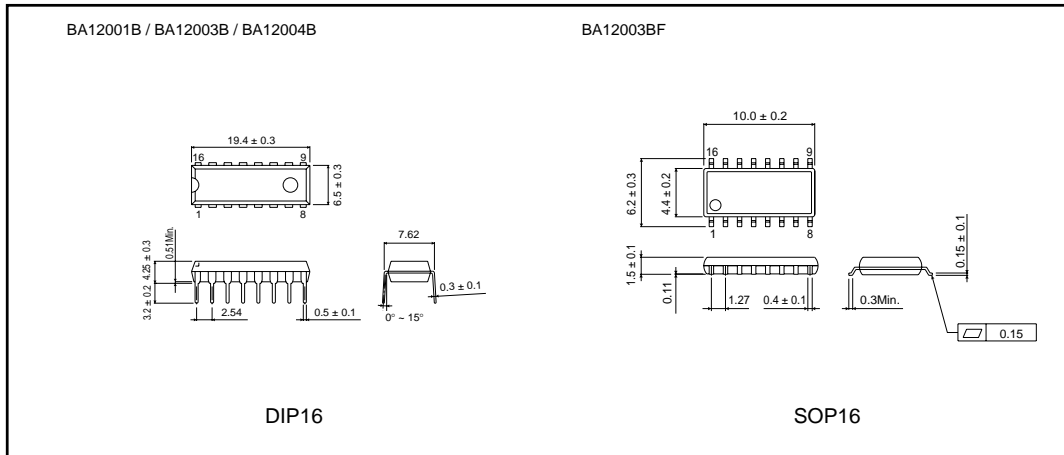 BA12001B / BA12003B / BA12004B
19.4 ± 0.3
16
9
6.5 ± 0.3
1
8
0.51Min.
4.25 ± 0.3
3.2 ± 0.2
2.54
0.5 ± 0.1
7.62
0.3 ± 0.1
0° ~ 15°
DIP16
BA12003BF
10.0 ± 0.2
16
9
6.2 ± 0.3
4.4 ± 0.2
1
8
1.5 ± 0.1
0.11
1.27
0.4 ± 0.1
0.3Min.
0.15 ± 0.1
0.15
SOP16